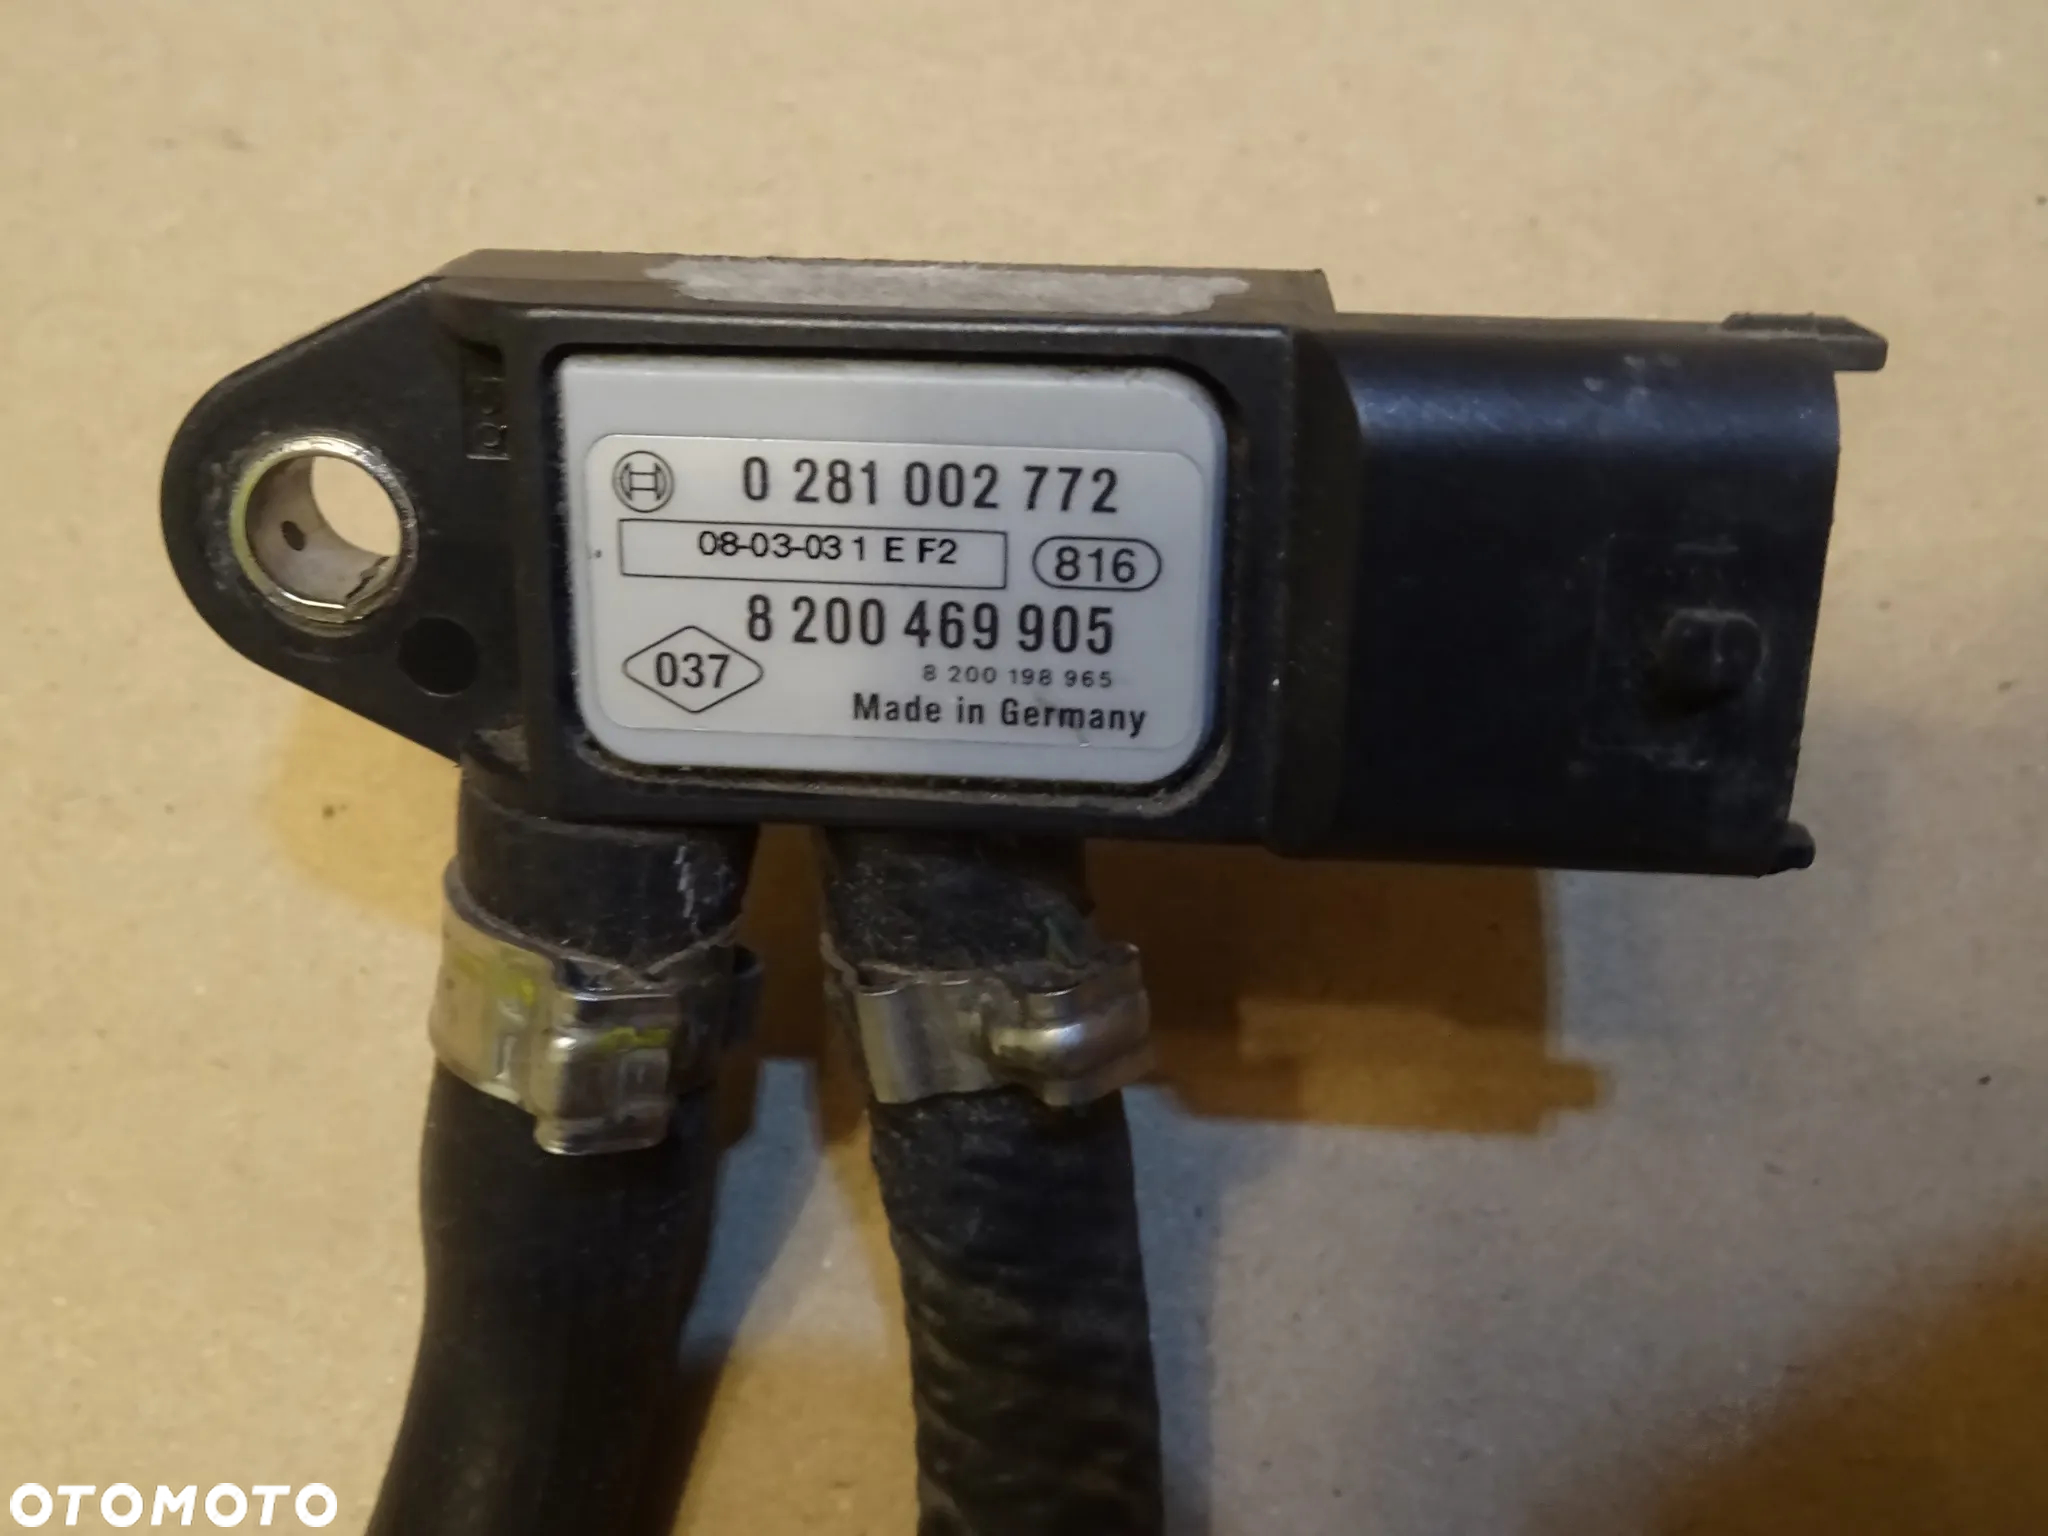 0 281 002 772
08-03-03 1 E F2
816
8 200 469 905
037
8 200 198 965
Made in Germany
OTOMOTO